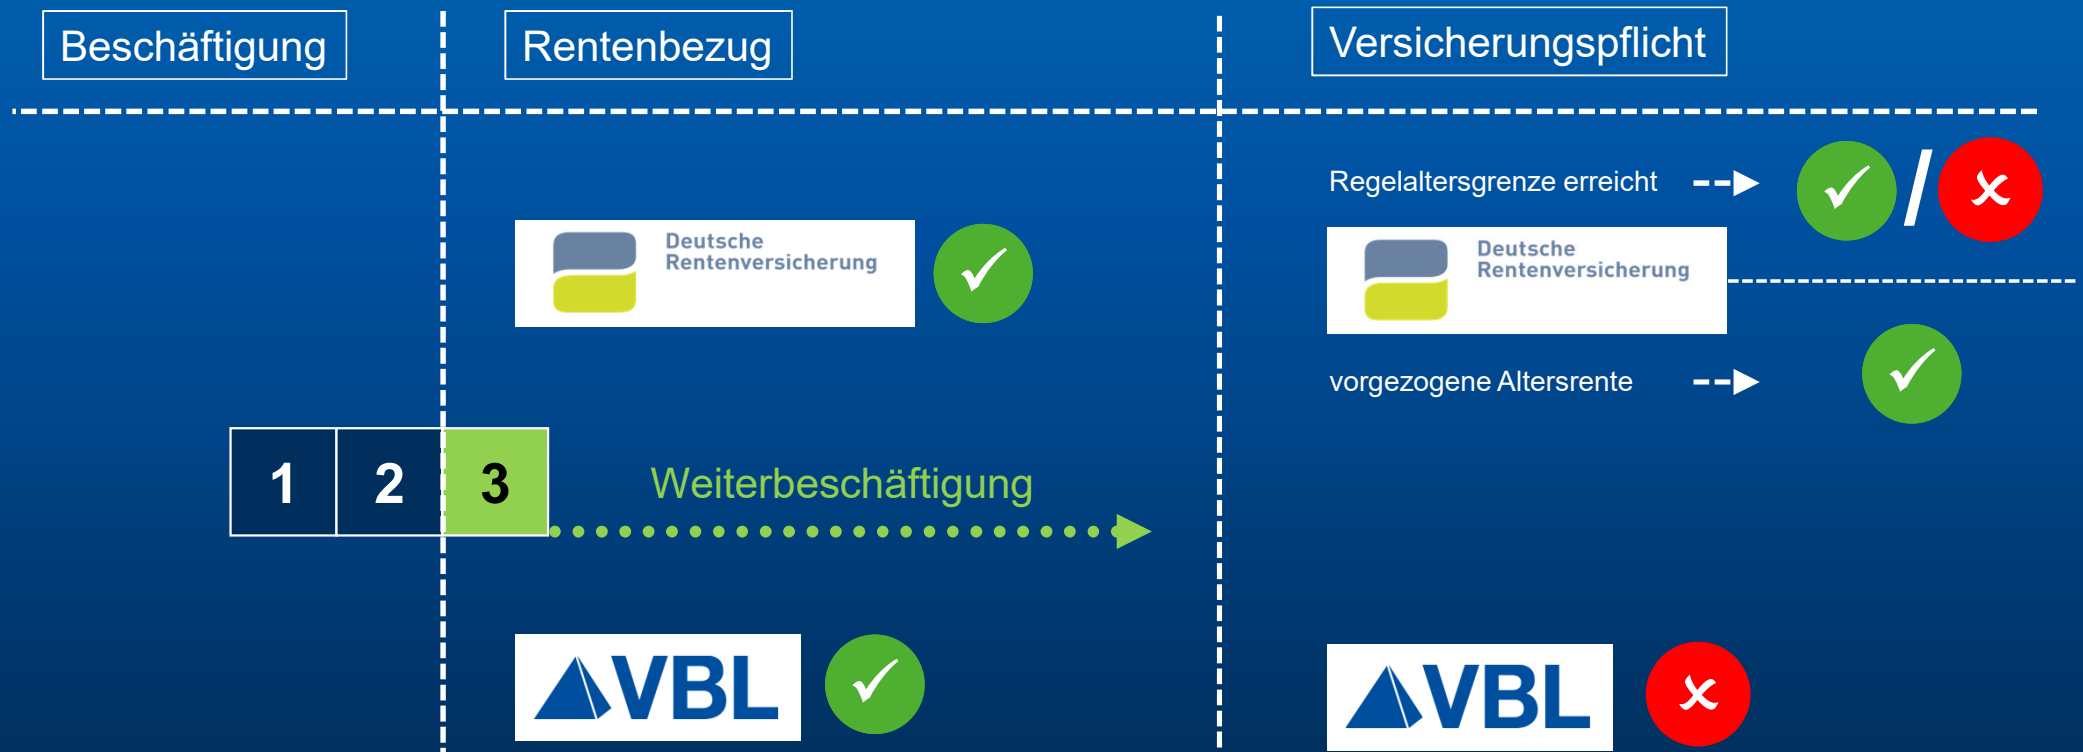 Beschäftigung
Rentenbezug
Versicherungspflicht
Regelaltersgrenze erreicht
Deutsche
Rentenversicherung
Deutsche
Rentenversicherung
vorgezogene Altersrente
1 2 3
Weiterbeschäftigung
VBL
VBL